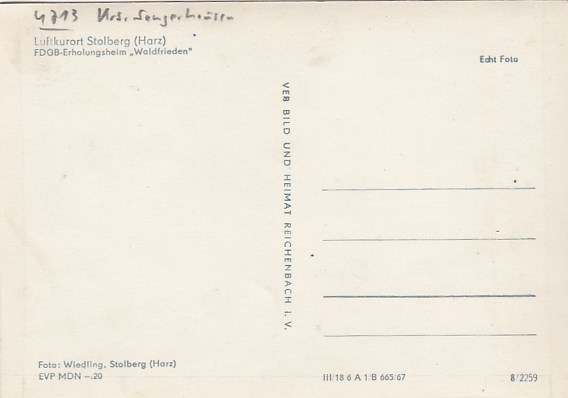 4713 Krs. Sangerhausen
Luftkurort Stolberg (Harz)
FDGB-Erholungsheim „Waldfrieden"
Echt Foto
VEB BILD UND HEIMAT REICHENBACH i. V.
Foto: Wiedling, Stolberg (Harz)
EVP MDN –.20
III/18/6 A 1/B 665/67
8/2259